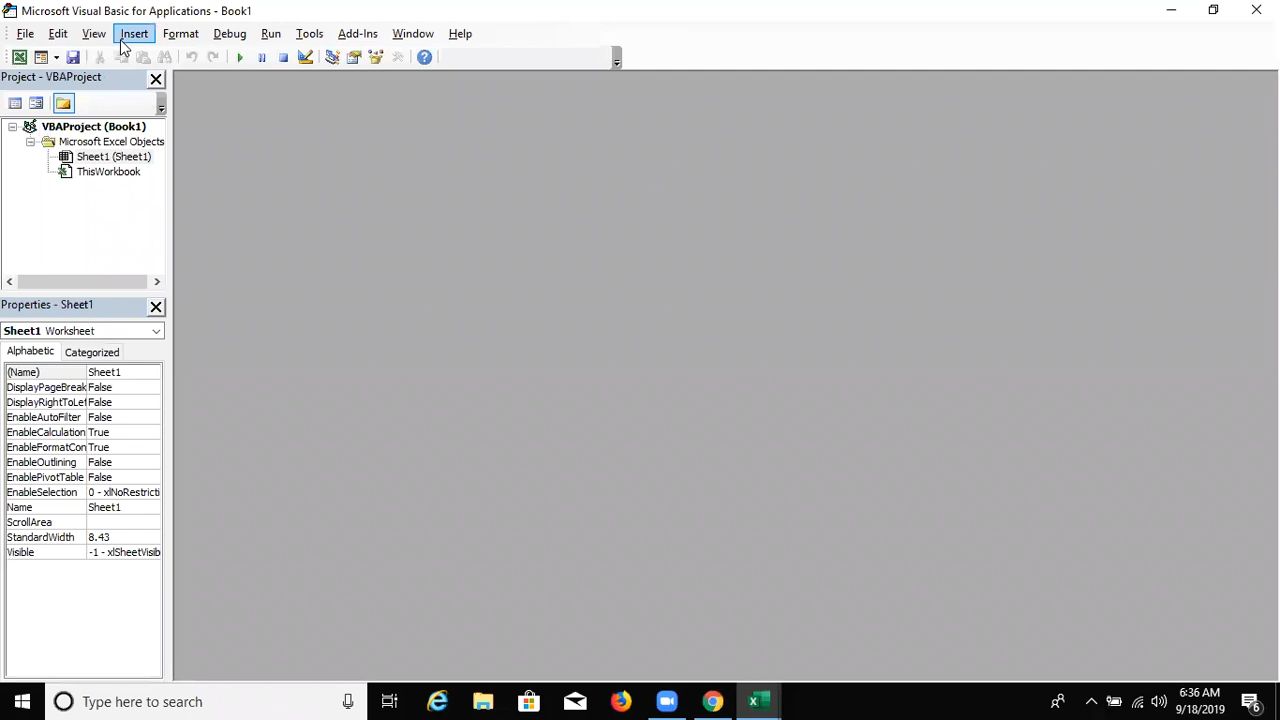 Microsoft Visual Basic for Applications - Book1
File Edit View Insert Format Debug Run Tools Add-Ins Window Help
Project - VBAProject
VBAProject (Book1)
Microsoft Excel Objects
Sheet1 (Sheet1)
ThisWorkbook
Properties - Sheet1
Sheet1 Worksheet
Alphabetic Categorized
(Name) Sheet1
DisplayPageBreak False
DisplayRightToLef False
EnableAutoFilter False
EnableCalculation True
EnableFormatCon True
EnableOutlining False
EnablePivotTable False
EnableSelection 0 - xlNoRestricti
Name Sheet1
ScrollArea
StandardWidth 8.43
Visible -1 - xlSheetVisib
Type here to search
6:36 AM
9/18/2019
6